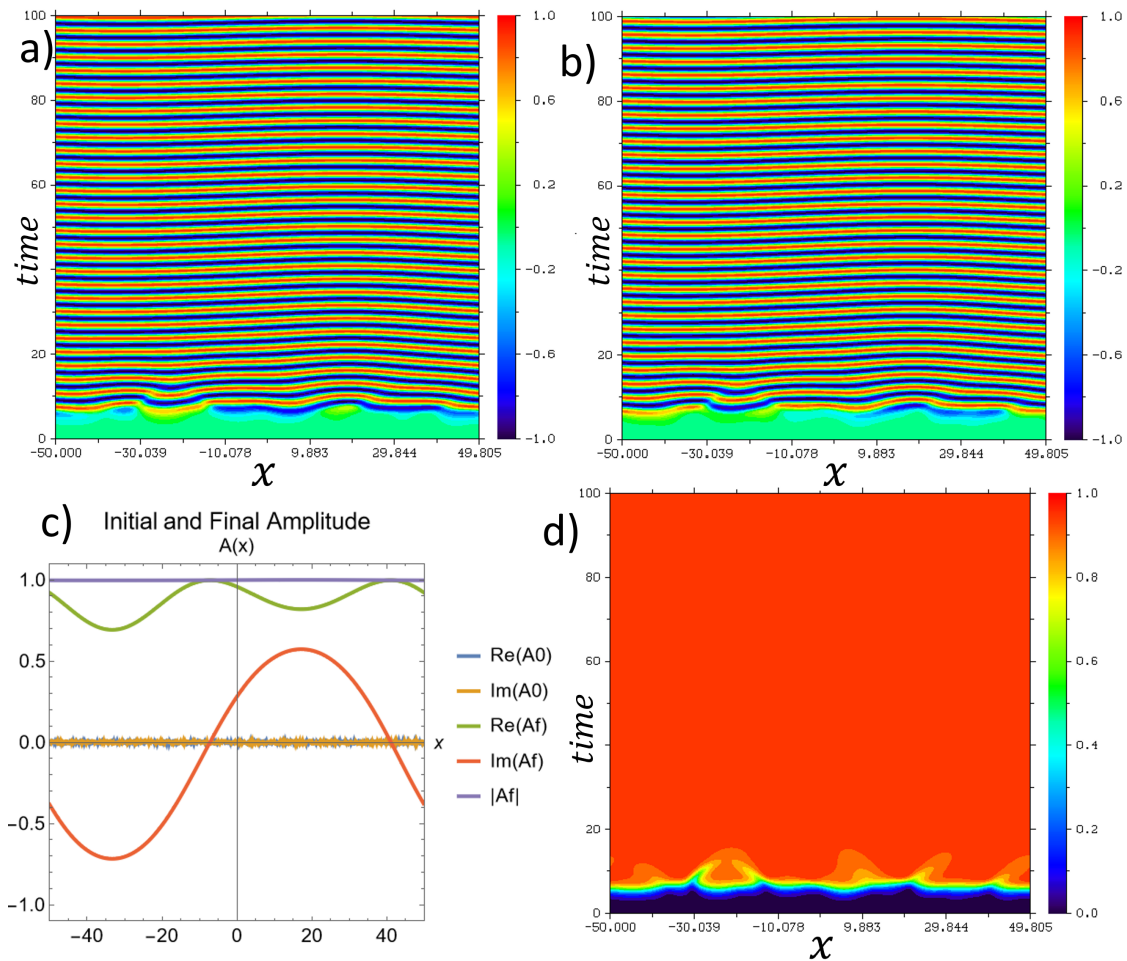 a)
100
80
60
40
20
0
time
-50.000 -30.039 -10.078 9.883 29.844 49.805
x
1.0
0.6
0.2
-0.2
-0.6
-1.0
b)
100
80
60
40
20
0
time
-50.000 -30.039 -10.078 9.883 29.844 49.805
x
1.0
0.6
0.2
-0.2
-0.6
-1.0
c)
Initial and Final Amplitude
A(x)
1.0
0.5
0.0
-0.5
-1.0
-40 -20 0 20 40
x
Re(A0)
Im(A0)
Re(Af)
Im(Af)
|Af|
d)
100
80
60
40
20
0
time
-50.000 -30.039 -10.078 9.883 29.844 49.805
x
1.0
0.8
0.6
0.4
0.2
0.0